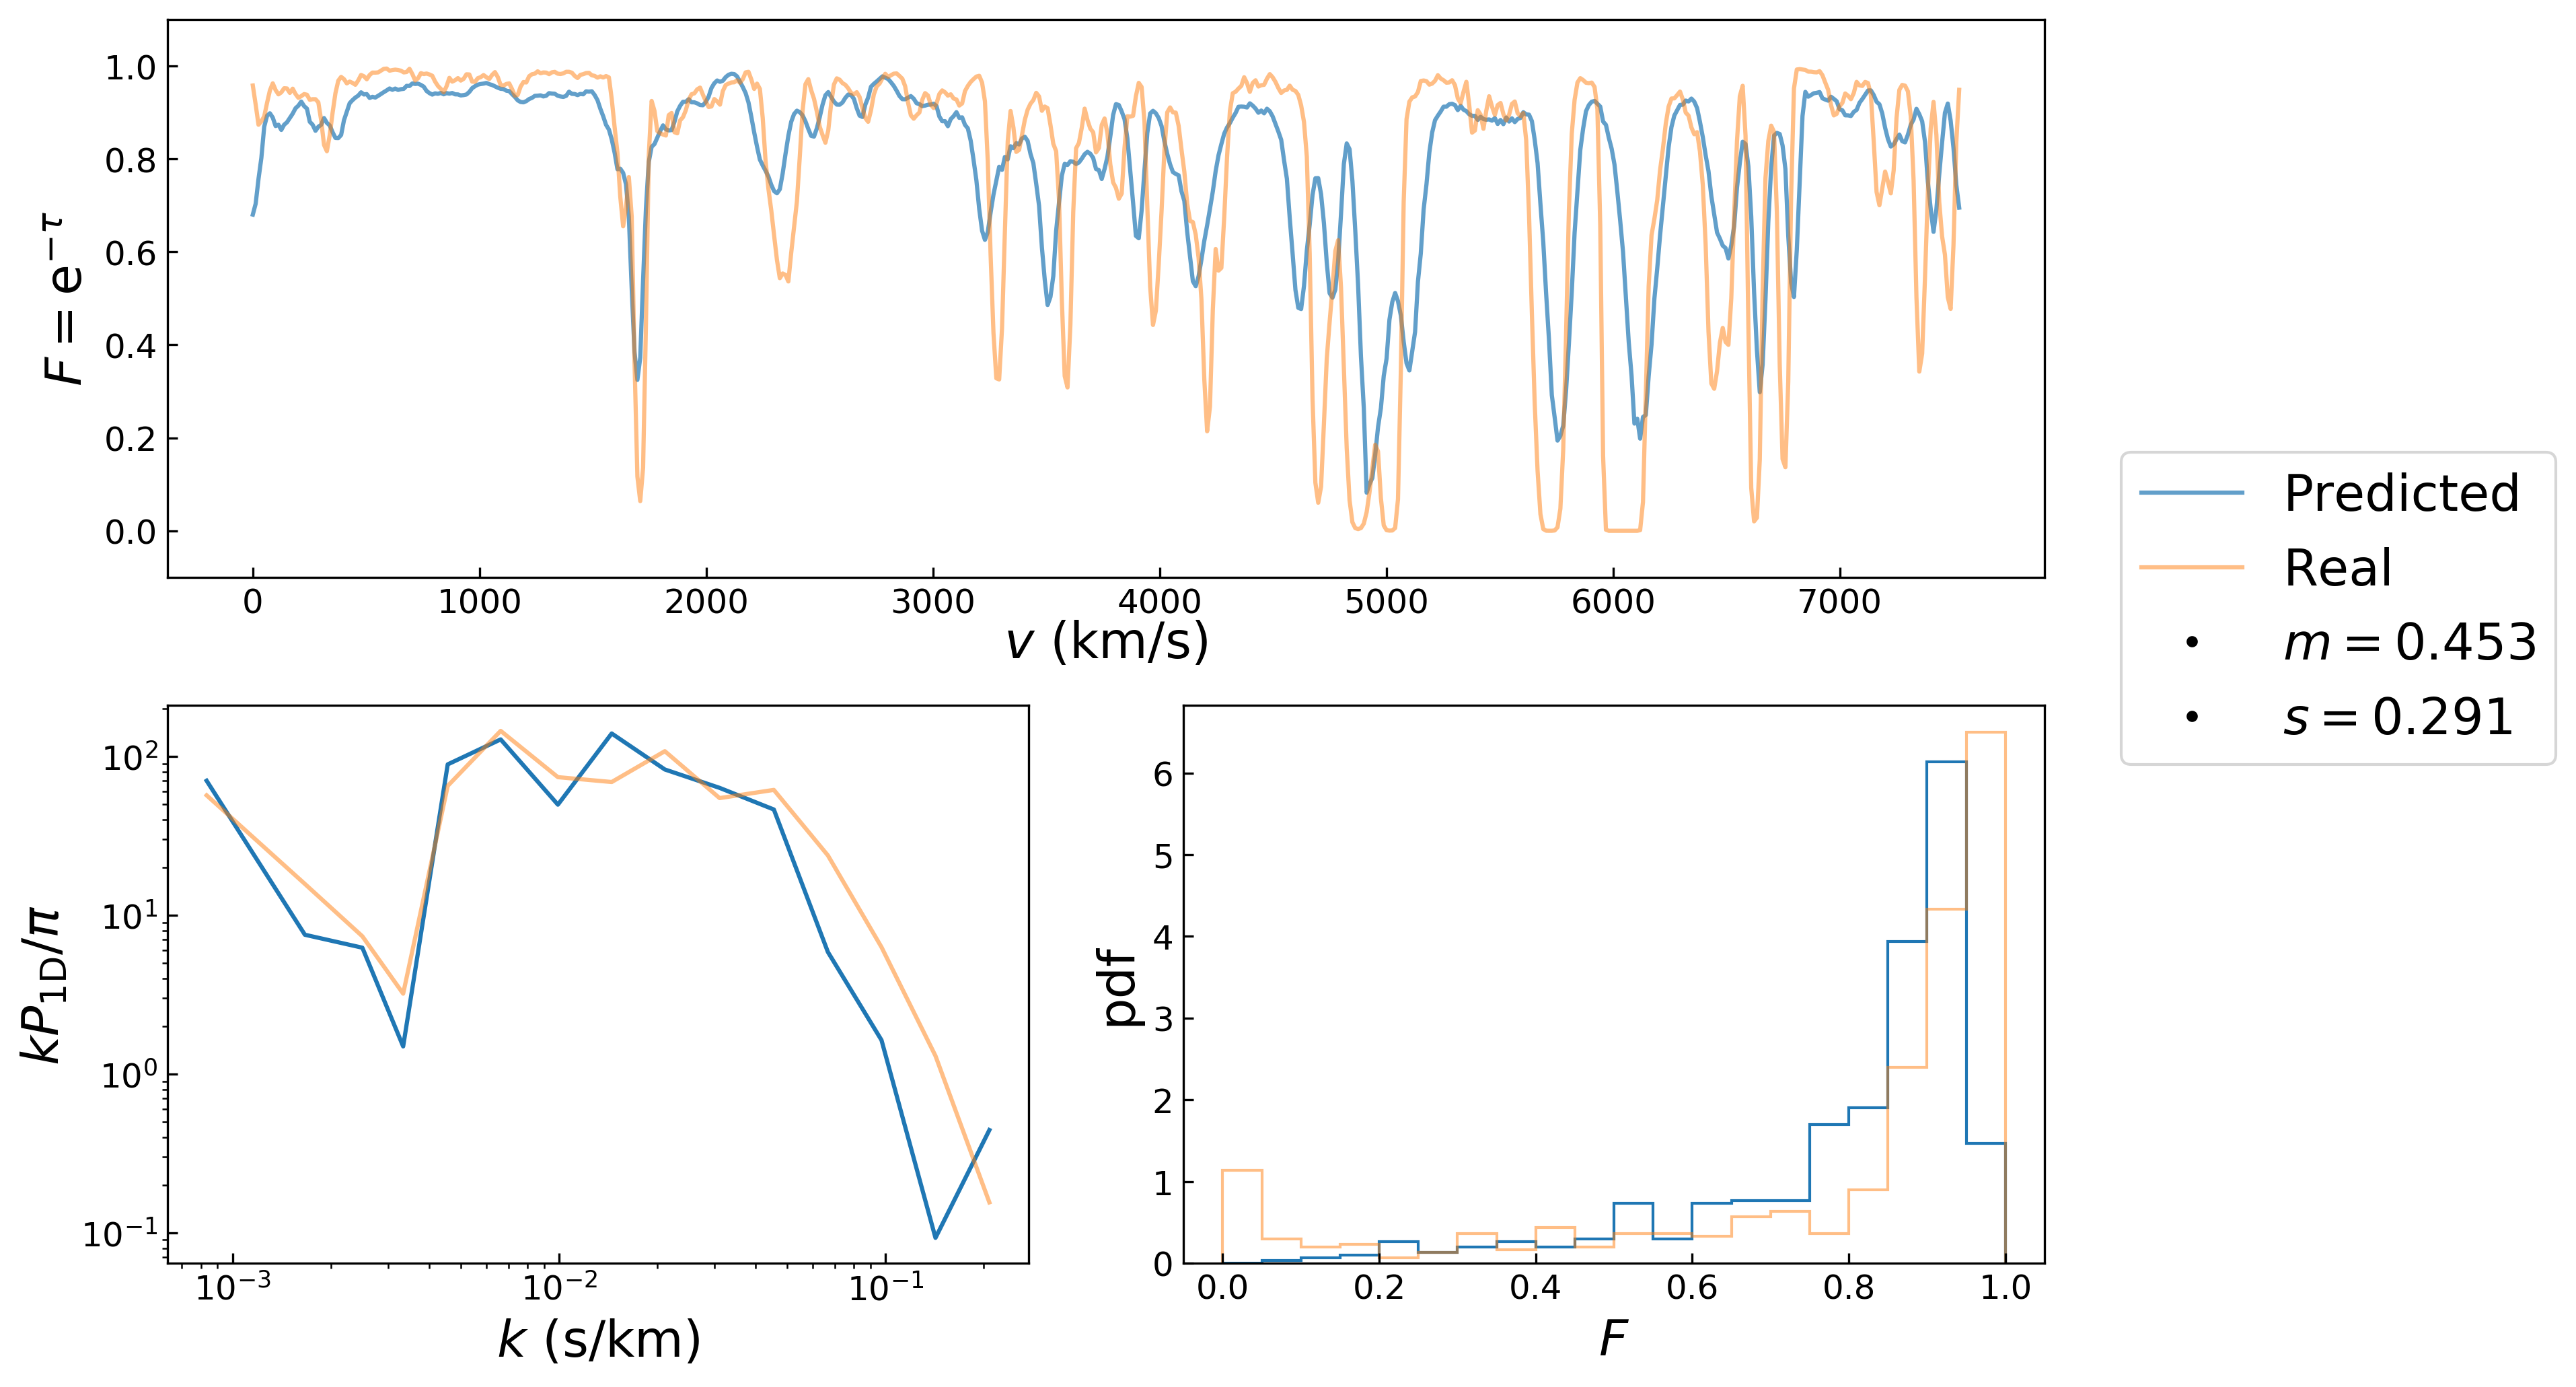 1.0
0.8
0.6
0.4
0.2
0.0
F = e^{−τ}
0 1000 2000 3000 4000 5000 6000 7000
v (km/s)
Predicted
Real
m = 0.453
s = 0.291
10^2
10^1
10^0
10^{−1}
kP_{1D}/π
10^{−3} 10^{−2} 10^{−1}
k (s/km)
6
5
4
3
2
1
0
pdf
0.0 0.2 0.4 0.6 0.8 1.0
F